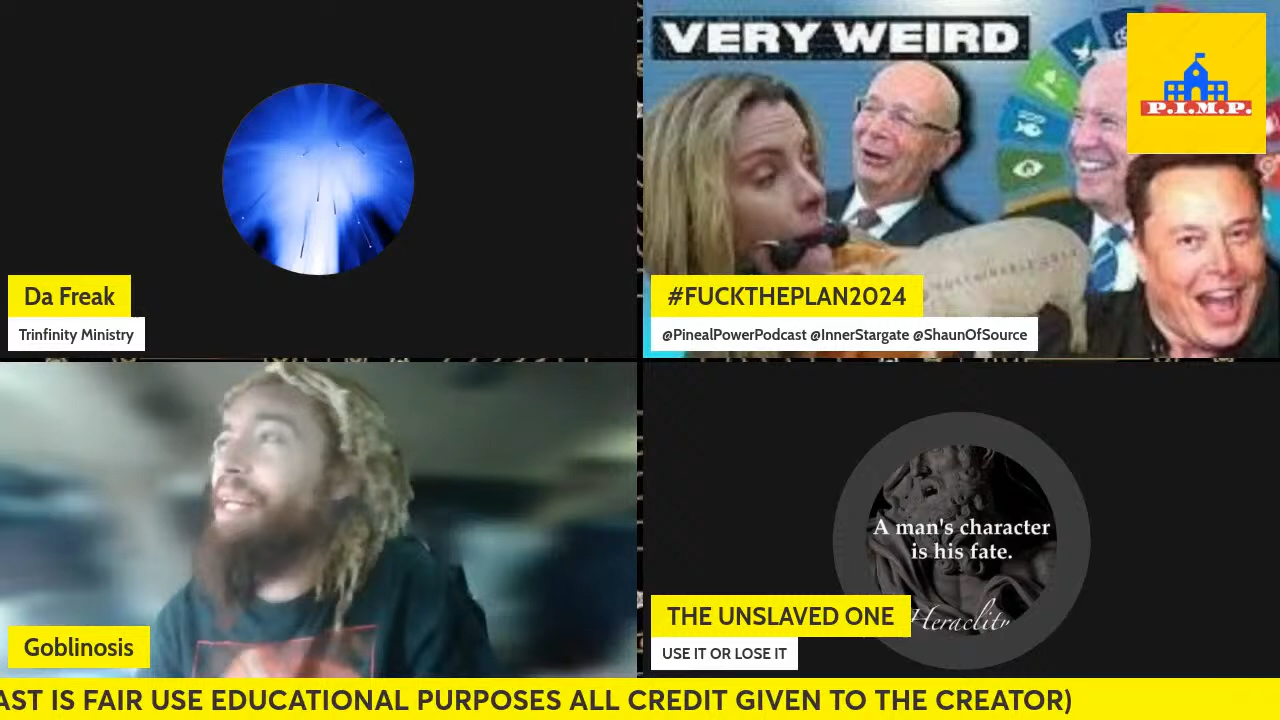 VERY WEIRD
P.I.M.P.
Da Freak
Trinfinity Ministry
#FUCKTHEPLAN2024
@PinealPowerPodcast @InnerStargate @ShaunOfSource
Goblinosis
A man's character
is his fate.
THE UNSLAVED ONE
USE IT OR LOSE IT
AST IS FAIR USE EDUCATIONAL PURPOSES ALL CREDIT GIVEN TO THE CREATOR)